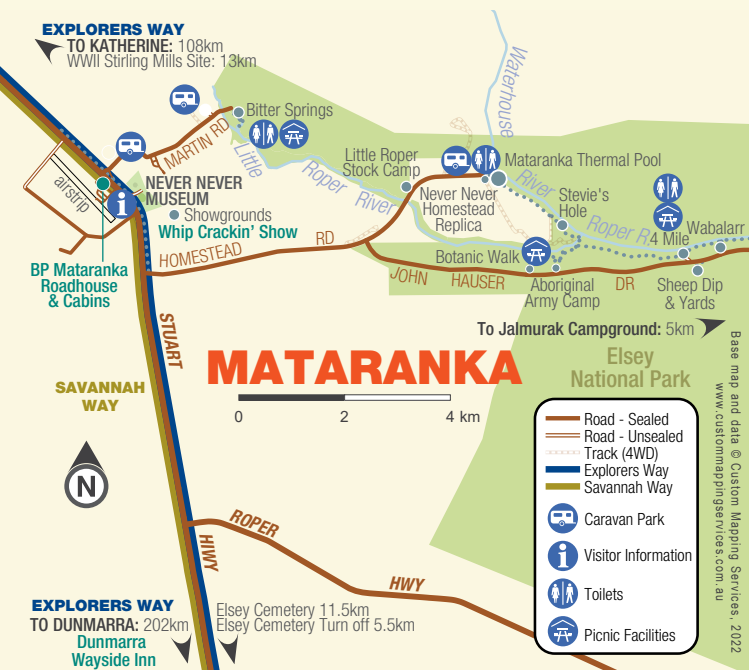 EXPLORERS WAY
TO KATHERINE: 108km
WWII Stirling Mills Site: 13km
Waterhouse
Bitter Springs
MARTIN RD
Little
Roper
River
Little Roper
Stock Camp
Mataranka Thermal Pool
River
Roper R.
airstrip
NEVER NEVER
MUSEUM
Showgrounds
Whip Crackin' Show
Never Never
Homestead
Replica
Stevie's
Hole
4 Mile
Wabalarr
HOMESTEAD
RD
Botanic Walk
BP Mataranka
Roadhouse
& Cabins
JOHN
HAUSER
DR
Aboriginal
Army Camp
Sheep Dip
& Yards
To Jalmurak Campground: 5km
STUART
MATARANKA
Elsey
National Park
SAVANNAH
WAY
0
2
4 km
N
Road - Sealed
Road - Unsealed
Track (4WD)
Explorers Way
Savannah Way
Caravan Park
Visitor Information
Toilets
Picnic Facilities
Base map and data © Custom Mapping Services, 2022
www.custommappingservices.com.au
ROPER
HWY
HIWY
EXPLORERS WAY
TO DUNMARRA: 202km
Dunmarra
Wayside Inn
Elsey Cemetery 11.5km
Elsey Cemetery Turn off 5.5km